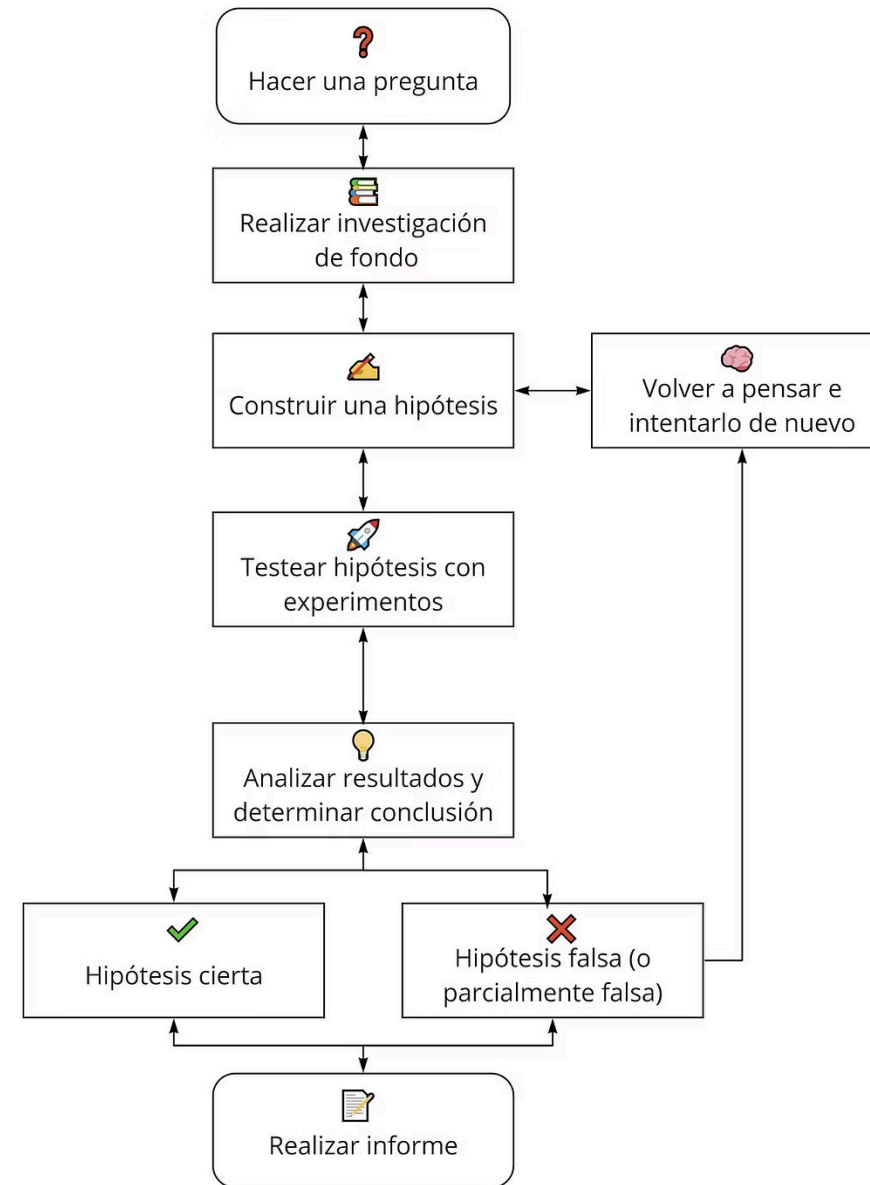 Hacer una pregunta
Realizar investigación
de fondo
Construir una hipótesis
Volver a pensar e
intentarlo de nuevo
Testear hipótesis con
experimentos
Analizar resultados y
determinar conclusión
Hipótesis cierta
Hipótesis falsa (o
parcialmente falsa)
Realizar informe